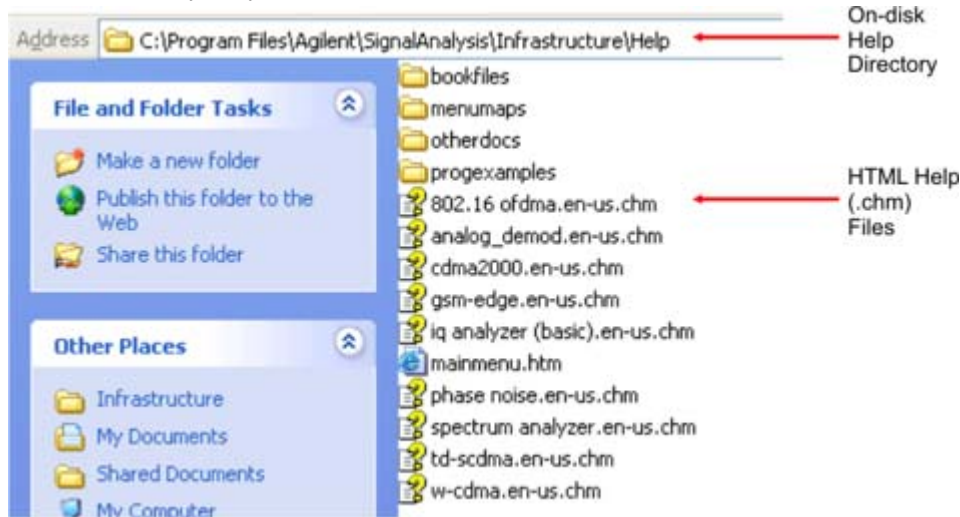 Address C:\Program Files\Agilent\SignalAnalysis\Infrastructure\Help
On-disk
Help
Directory
File and Folder Tasks
Make a new folder
Publish this folder to the
Web
Share this folder
Other Places
Infrastructure
My Documents
Shared Documents
My Computer
bookfiles
menumaps
otherdocs
progexamples
802.16 ofdma.en-us.chm
analog_demod.en-us.chm
cdma2000.en-us.chm
gsm-edge.en-us.chm
iq analyzer (basic).en-us.chm
mainmenu.htm
phase noise.en-us.chm
spectrum analyzer.en-us.chm
td-scdma.en-us.chm
w-cdma.en-us.chm
HTML Help
(.chm)
Files